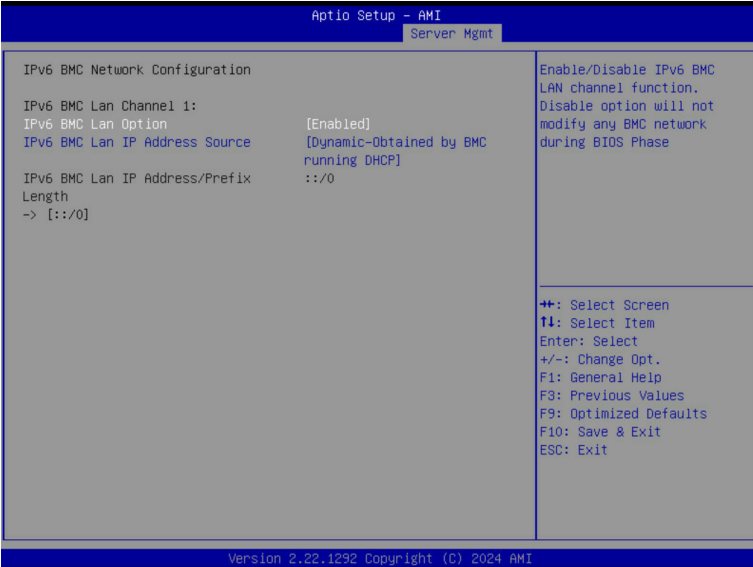 Aptio Setup – AMI
Server Mgmt
IPv6 BMC Network Configuration
IPv6 BMC Lan Channel 1:
IPv6 BMC Lan Option [Enabled]
IPv6 BMC Lan IP Address Source [Dynamic-Obtained by BMC
running DHCP]
IPv6 BMC Lan IP Address/Prefix ::/0
Length
-> [::/0]
Enable/Disable IPv6 BMC
LAN channel function.
Disable option will not
modify any BMC network
during BIOS Phase
→←: Select Screen
↑↓: Select Item
Enter: Select
+/-: Change Opt.
F1: General Help
F3: Previous Values
F9: Optimized Defaults
F10: Save & Exit
ESC: Exit
Version 2.22.1292 Copyright (C) 2024 AMI